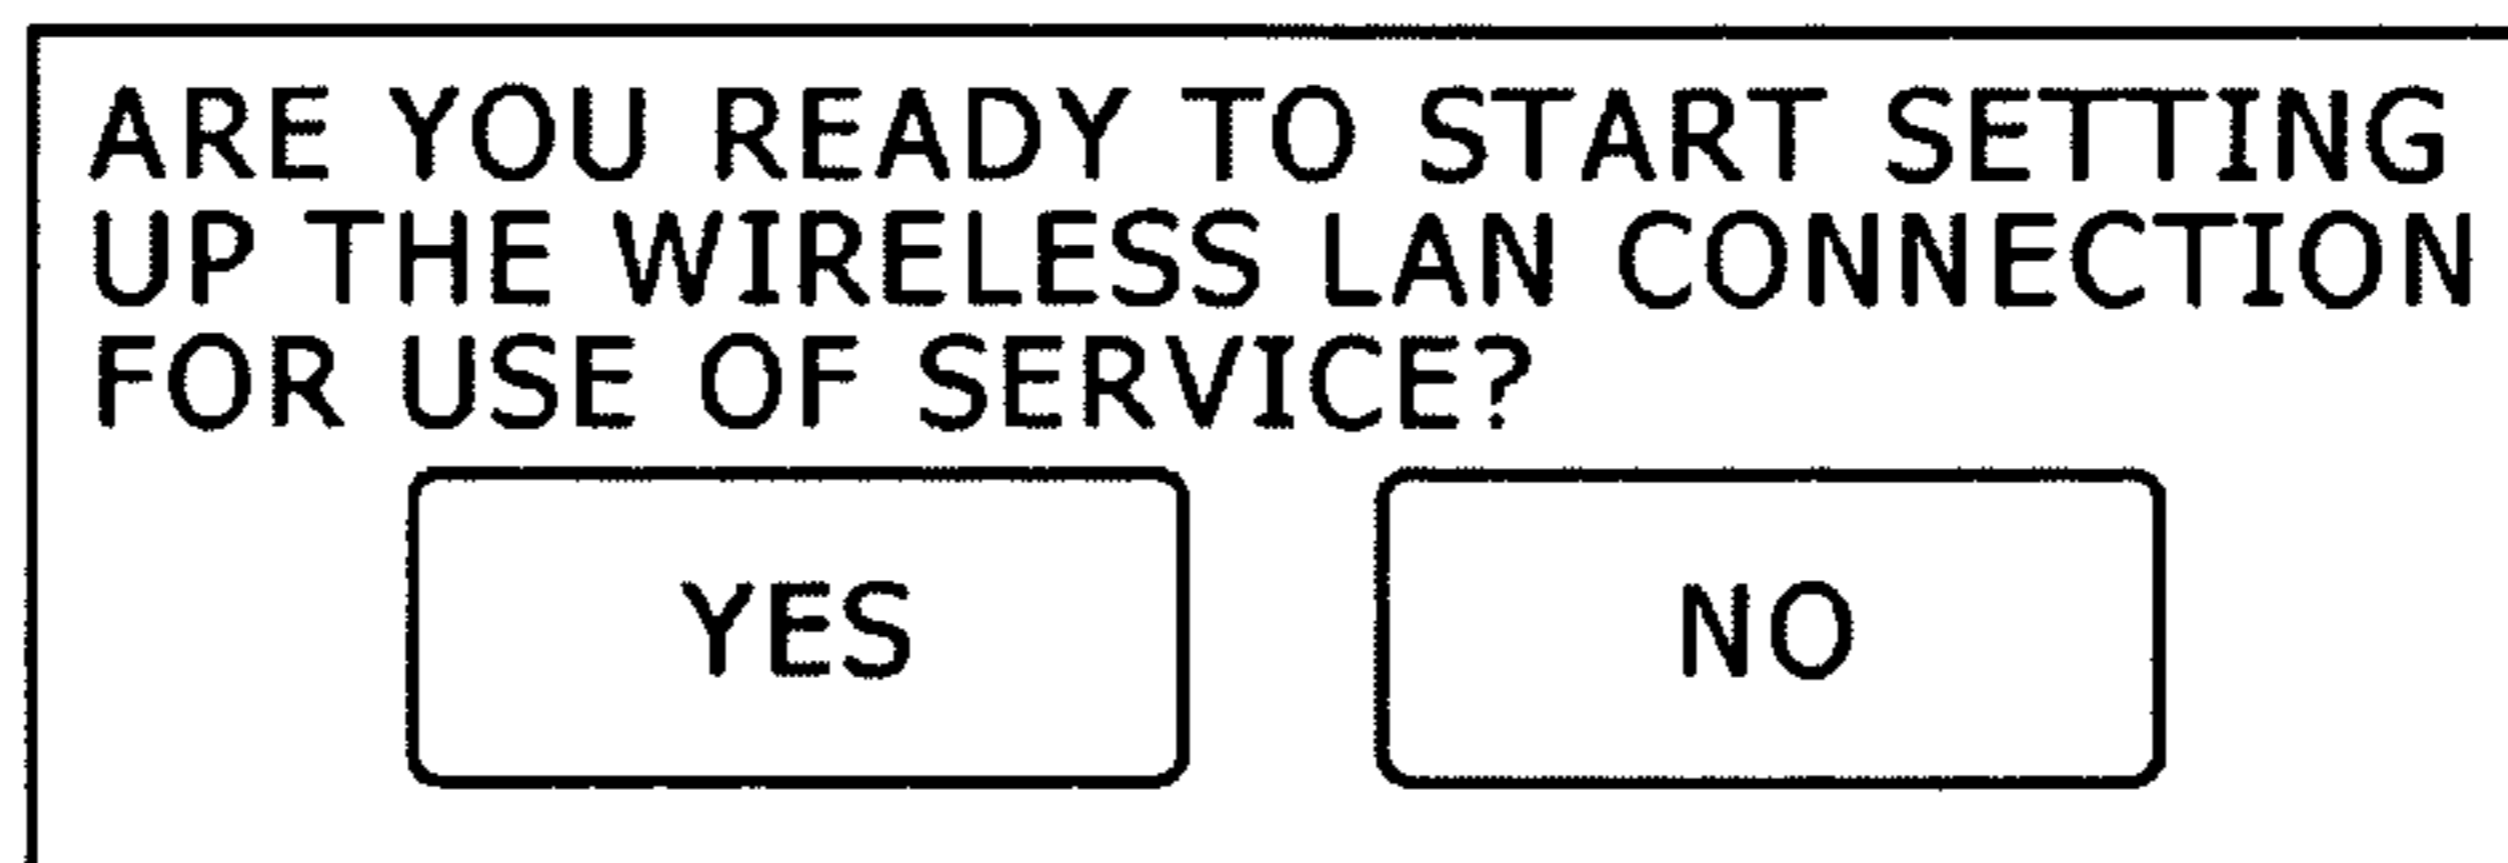 ARE YOU READY TO START SETTING
UP THE WIRELESS LAN CONNECTION
FOR USE OF SERVICE?
YES
NO